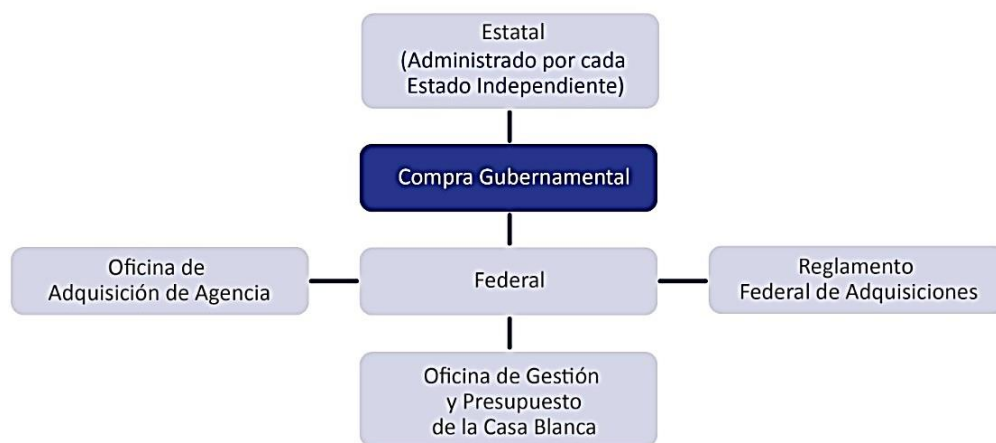 Estatal
(Administrado por cada
Estado Independiente)
Compra Gubernamental
Oficina de
Adquisición de Agencia
Federal
Reglamento
Federal de Adquisiciones
Oficina de Gestión
y Presupuesto
de la Casa Blanca